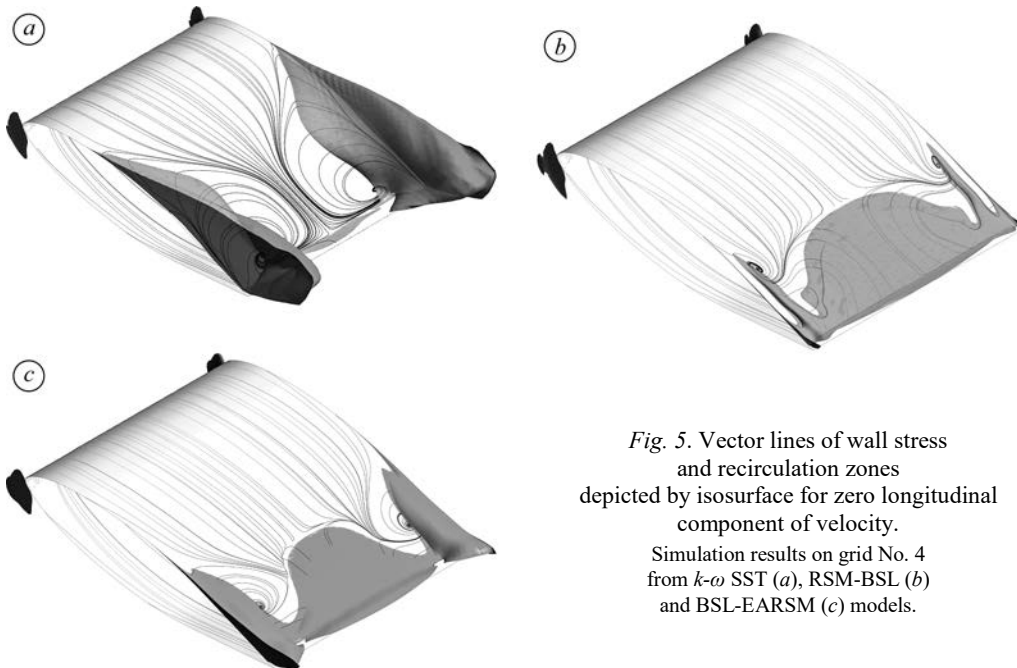 a
b
c
Fig. 5. Vector lines of wall stress
and recirculation zones
depicted by isosurface for zero longitudinal
component of velocity.
Simulation results on grid No. 4
from k-ω SST (a), RSM-BSL (b)
and BSL-EARSM (c) models.